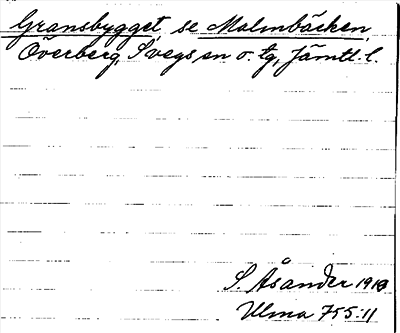 Gransbygget, se Malmbäcken,
Överberg, Svegs sn o. tg, Jämtl. l.
S. Åsander 1918
Ulma 755:11